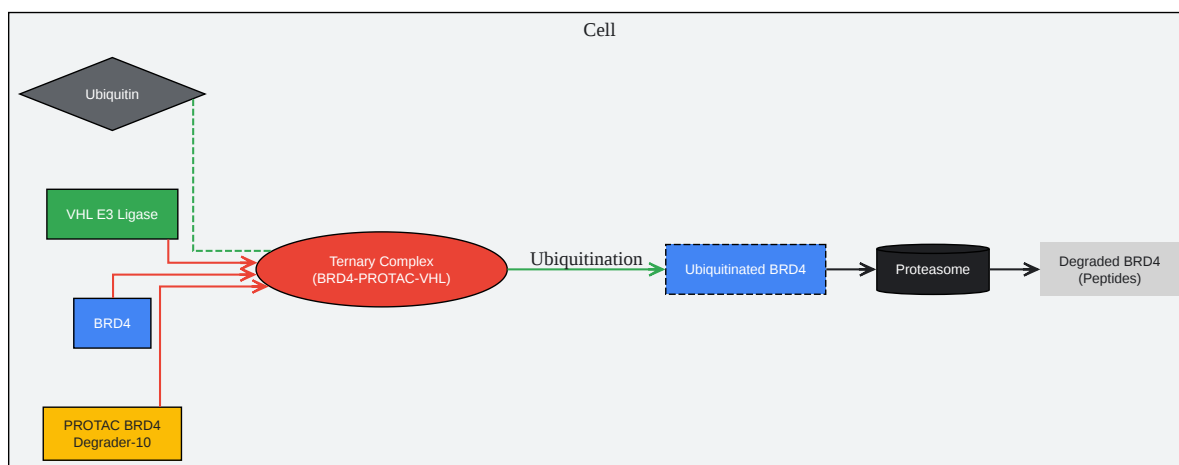 Cell
Ubiquitin
VHL E3 Ligase
BRD4
PROTAC BRD4
Degrader-10
Ternary Complex
(BRD4-PROTAC-VHL)
Ubiquitination
Ubiquitinated BRD4
Proteasome
Degraded BRD4
(Peptides)